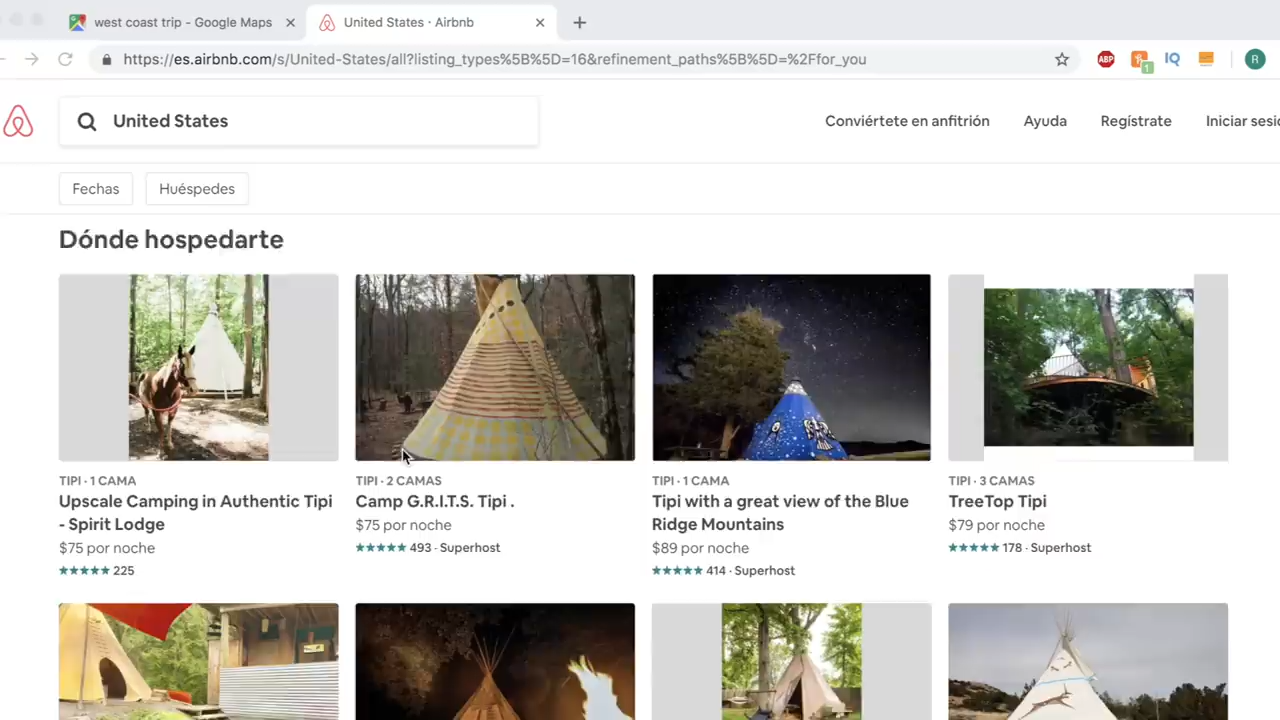 west coast trip - Google Maps
United States · Airbnb
https://es.airbnb.com/s/United-States/all?listing_types%5B%5D=16&refinement_paths%5B%5D=%2Ffor_you
ABP
1
IQ
R
United States
Conviértete en anfitrión
Ayuda
Regístrate
Iniciar sesió
Fechas
Huéspedes
Dónde hospedarte
TIPI · 1 CAMA
Upscale Camping in Authentic Tipi
- Spirit Lodge
$75 por noche
225
TIPI · 2 CAMAS
Camp G.R.I.T.S. Tipi .
$75 por noche
493 · Superhost
TIPI · 1 CAMA
Tipi with a great view of the Blue
Ridge Mountains
$89 por noche
414 · Superhost
TIPI · 3 CAMAS
TreeTop Tipi
$79 por noche
178 · Superhost